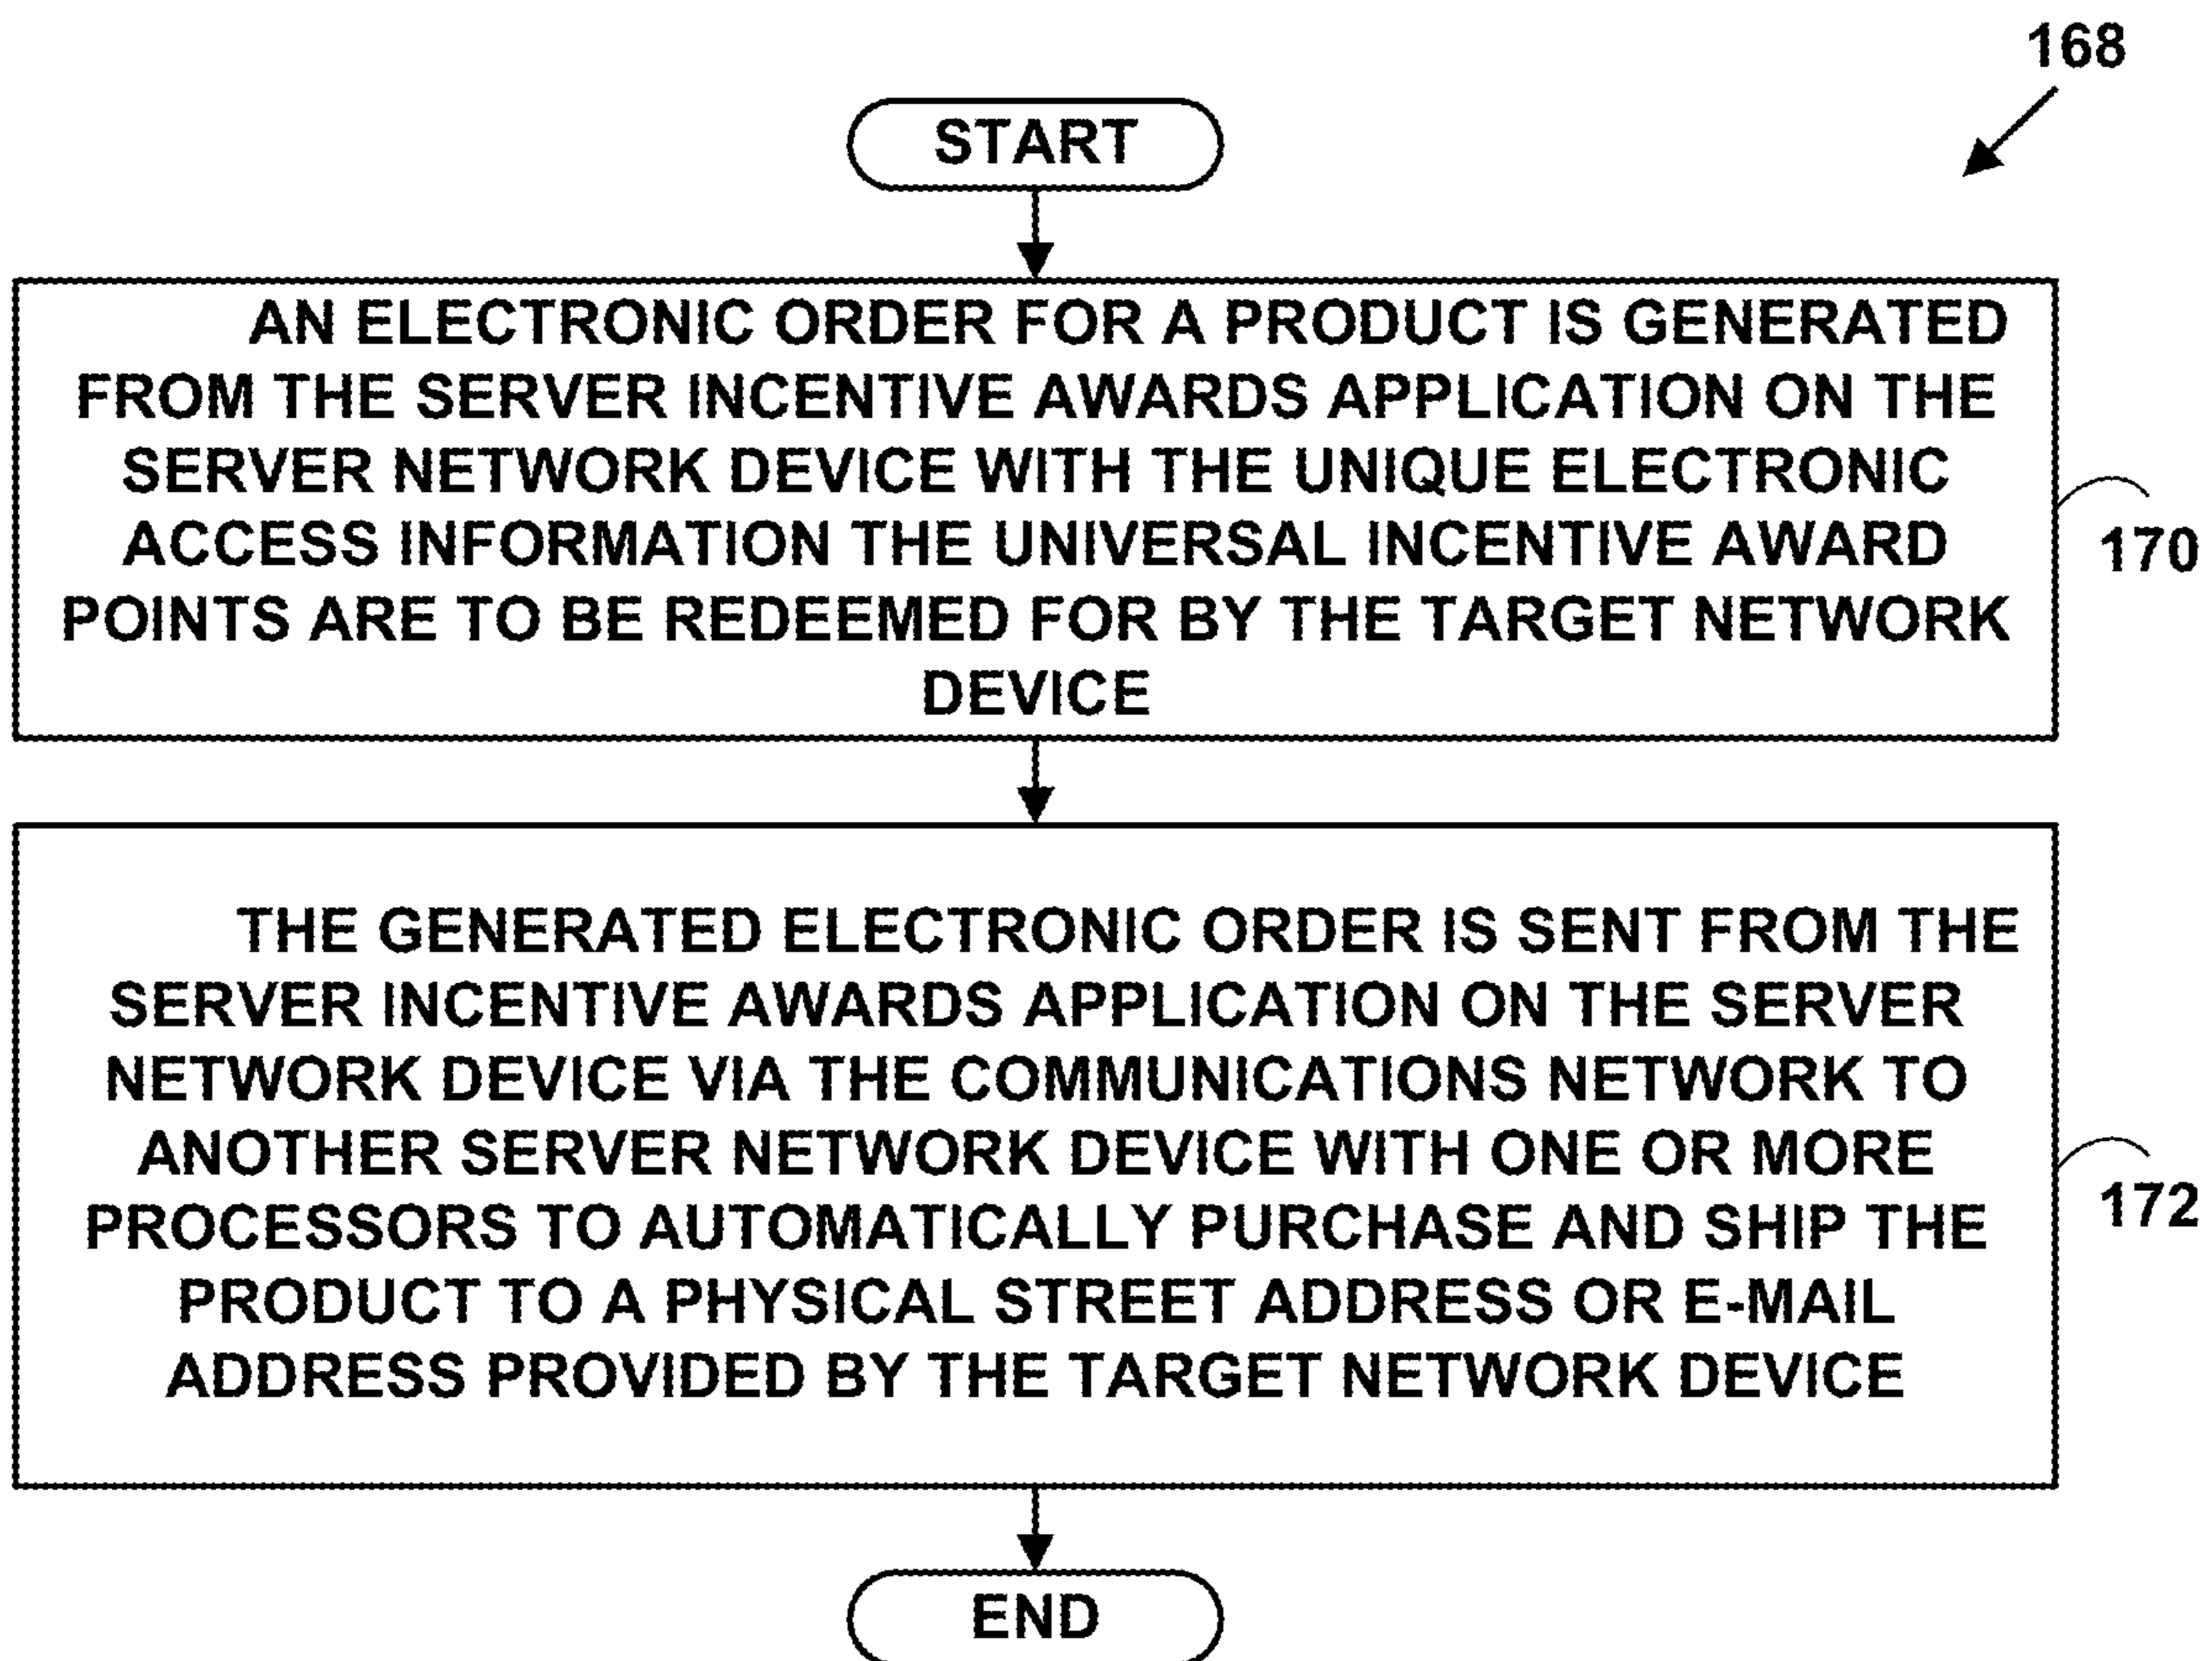 168
START
AN ELECTRONIC ORDER FOR A PRODUCT IS GENERATED
FROM THE SERVER INCENTIVE AWARDS APPLICATION ON THE
SERVER NETWORK DEVICE WITH THE UNIQUE ELECTRONIC
ACCESS INFORMATION THE UNIVERSAL INCENTIVE AWARD
POINTS ARE TO BE REDEEMED FOR BY THE TARGET NETWORK
DEVICE
170
THE GENERATED ELECTRONIC ORDER IS SENT FROM THE
SERVER INCENTIVE AWARDS APPLICATION ON THE SERVER
NETWORK DEVICE VIA THE COMMUNICATIONS NETWORK TO
ANOTHER SERVER NETWORK DEVICE WITH ONE OR MORE
PROCESSORS TO AUTOMATICALLY PURCHASE AND SHIP THE
PRODUCT TO A PHYSICAL STREET ADDRESS OR E-MAIL
ADDRESS PROVIDED BY THE TARGET NETWORK DEVICE
172
END